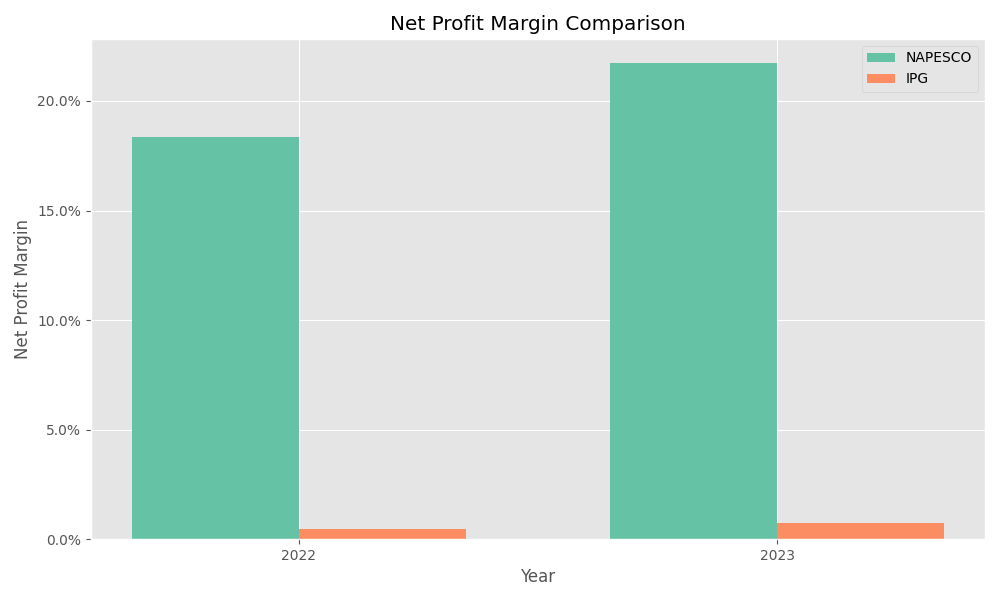 Net Profit Margin Comparison
NAPESCO
IPG
Net Profit Margin
20.0%
15.0%
10.0%
5.0%
0.0%
2022
2023
Year